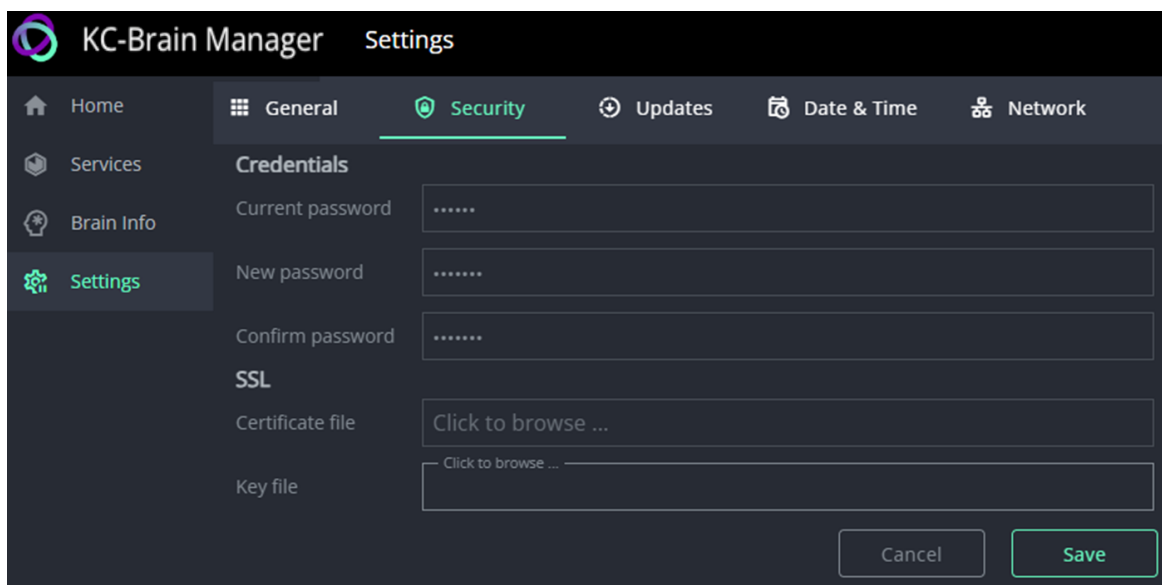 KC-Brain Manager Settings
Home
Services
Brain Info
Settings
General Security Updates Date & Time Network
Credentials
Current password ••••••
New password •••••••
Confirm password •••••••
SSL
Certificate file Click to browse ...
Click to browse ...
Key file
Cancel Save